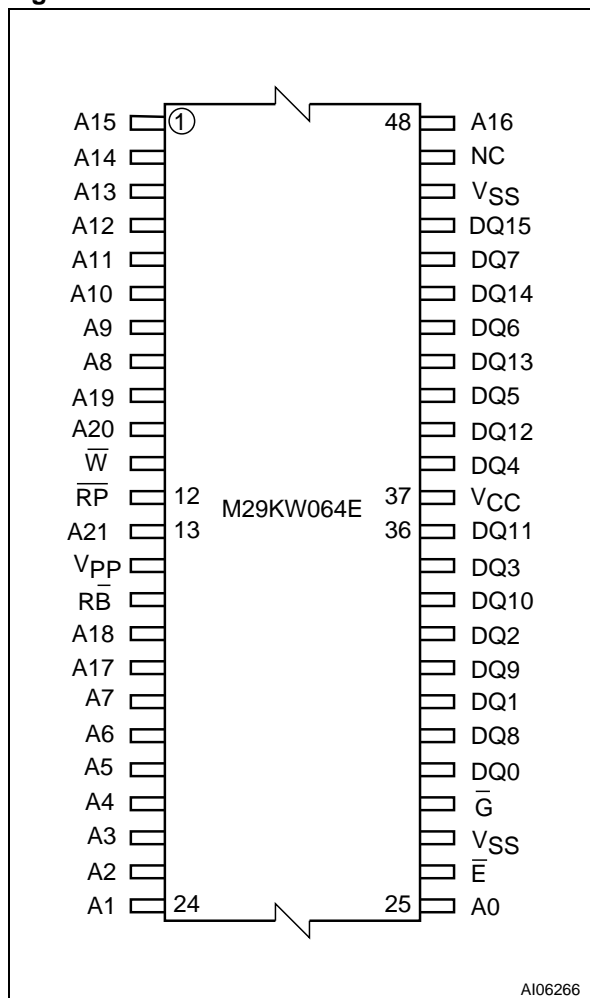 A15 ① 48 A16
A14 NC
A13 VSS
A12 DQ15
A11 DQ7
A10 DQ14
A9 DQ6
A8 DQ13
A19 DQ5
A20 DQ12
W̅ DQ4
R̅P̅ 12 M29KW064E 37 VCC
A21 13 36 DQ11
VPP DQ3
RB̅ DQ10
A18 DQ2
A17 DQ9
A7 DQ1
A6 DQ8
A5 DQ0
A4 G̅
A3 VSS
A2 E̅
A1 24 25 A0
AI06266